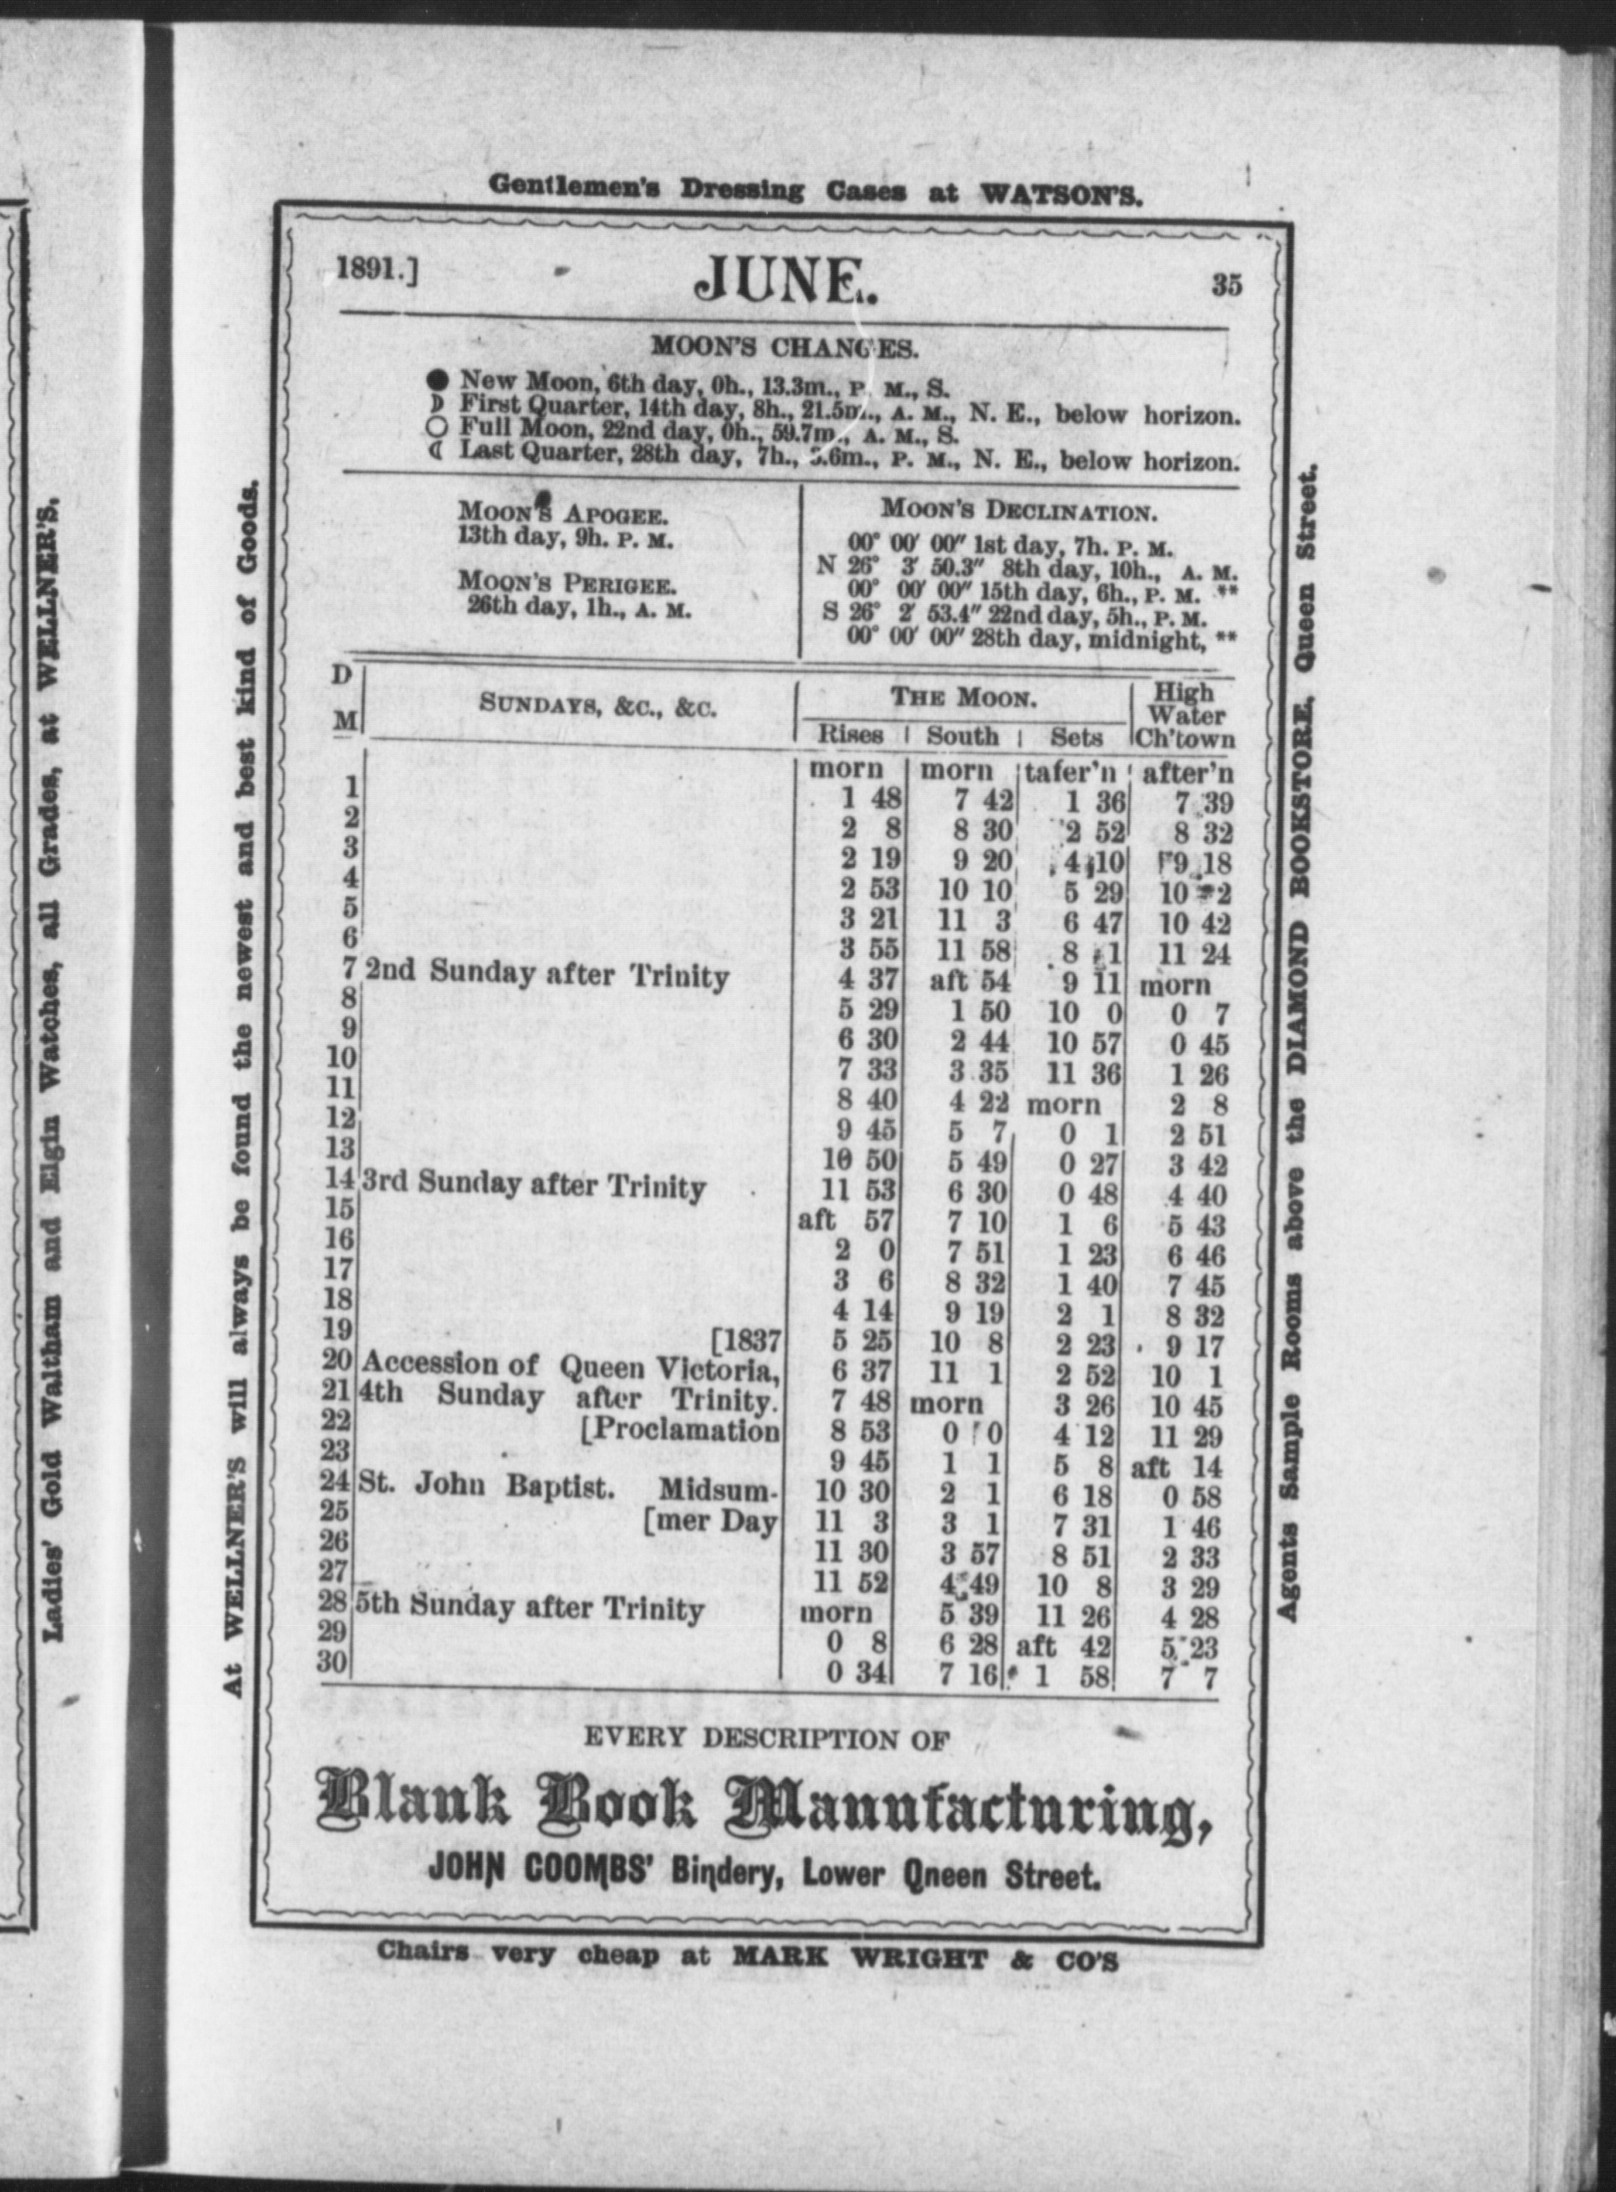 Gentlemen's Dressing Cases at WATSON'S.
1891.] JUNE. 35
MOON'S CHANGES.
● New Moon, 6th day, 0h., 13.3m., P. M., S.
☽ First Quarter, 14th day, 8h., 21.5m., A. M., N. E., below horizon.
○ Full Moon, 22nd day, 0h., 59.7m., A. M., S.
☾ Last Quarter, 28th day, 7h., 3.6m., P. M., N. E., below horizon.
MOON'S APOGEE.
13th day, 9h. P. M.
MOON'S PERIGEE.
26th day, 1h., A. M.
MOON'S DECLINATION.
00° 00' 00" 1st day, 7h. P. M.
N 26° 3' 50.3" 8th day, 10h., A. M.
00° 00' 00" 15th day, 6h., P. M. "
S 26° 2' 53.4" 22nd day, 5h., P. M.
00° 00' 00" 28th day, midnight, "
D M SUNDAYS, &C., &C. THE MOON. High Water Ch'town
Rises South Sets
morn morn tafer'n after'n
1 1 48 7 42 1 36 7 39
2 2 8 8 30 2 52 8 32
3 2 19 9 20 4 10 9 18
4 2 53 10 10 5 29 10 2
5 3 21 11 3 6 47 10 42
6 3 55 11 58 8 1 11 24
7 2nd Sunday after Trinity 4 37 aft 54 9 11 morn
8 5 29 1 50 10 0 0 7
9 6 30 2 44 10 57 0 45
10 7 33 3 35 11 36 1 26
11 8 40 4 22 morn 2 8
12 9 45 5 7 0 1 2 51
13 10 50 5 49 0 27 3 42
14 3rd Sunday after Trinity 11 53 6 30 0 48 4 40
15 aft 57 7 10 1 6 5 43
16 2 0 7 51 1 23 6 46
17 3 6 8 32 1 40 7 45
18 4 14 9 19 2 1 8 32
19 [1837 5 25 10 8 2 23 9 17
20 Accession of Queen Victoria, 6 37 11 1 2 52 10 1
21 4th Sunday after Trinity. 7 48 morn 3 26 10 45
22 [Proclamation 8 53 0 0 4 12 11 29
23 9 45 1 1 5 8 aft 14
24 St. John Baptist. Midsum- 10 30 2 1 6 18 0 58
25 [mer Day 11 3 3 1 7 31 1 46
26 11 30 3 57 8 51 2 33
27 11 52 4 49 10 8 3 29
28 5th Sunday after Trinity morn 5 39 11 26 4 28
29 0 8 6 28 aft 42 5 23
30 0 34 7 16 1 58 7 7
EVERY DESCRIPTION OF
Blank Book Manufacturing,
JOHN COOMBS' Bindery, Lower Qneen Street.
Chairs very cheap at MARK WRIGHT & CO'S
At WELLNER'S will always be found the newest and best kind of Goods.
Agents Sample Rooms above the DIAMOND BOOKSTORE, Queen Street.
Ladies' Gold Waltham and Elgin Watches, all Grades, at WELLNER'S.